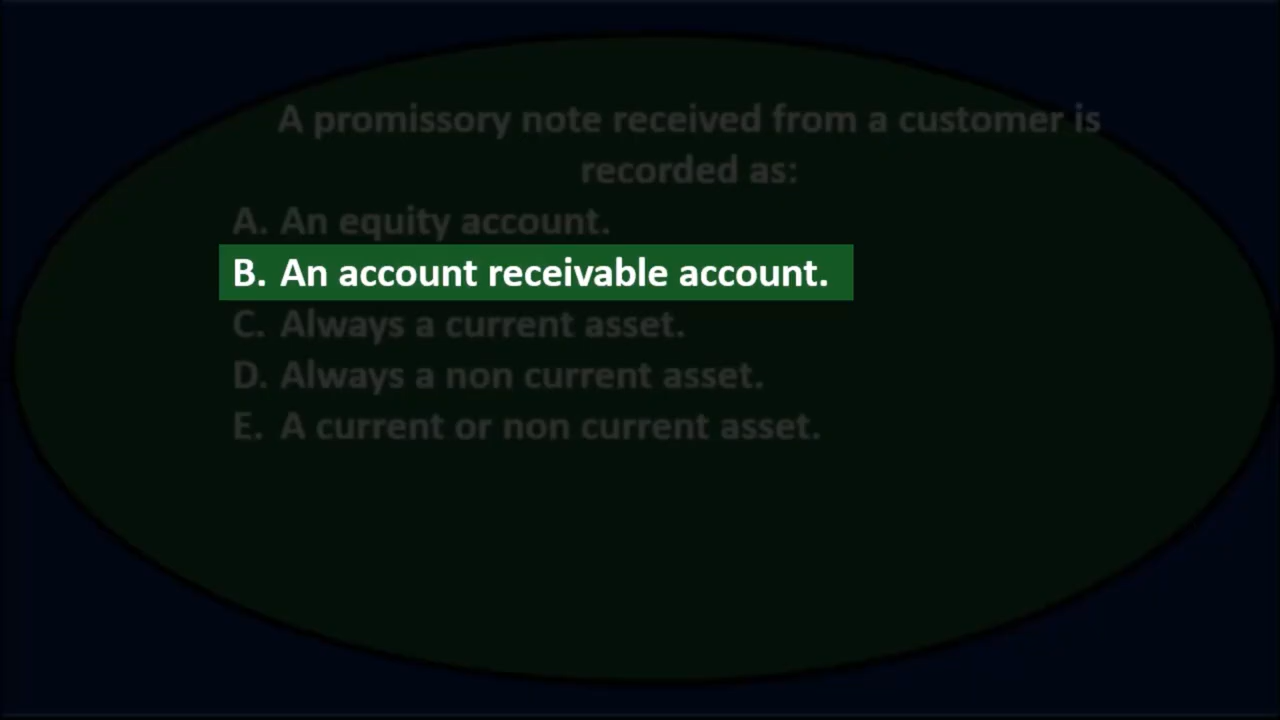 A promissory note received from a customer is
recorded as:
A. An equity account.
B. An account receivable account.
C. Always a current asset.
D. Always a non current asset.
E. A current or non current asset.